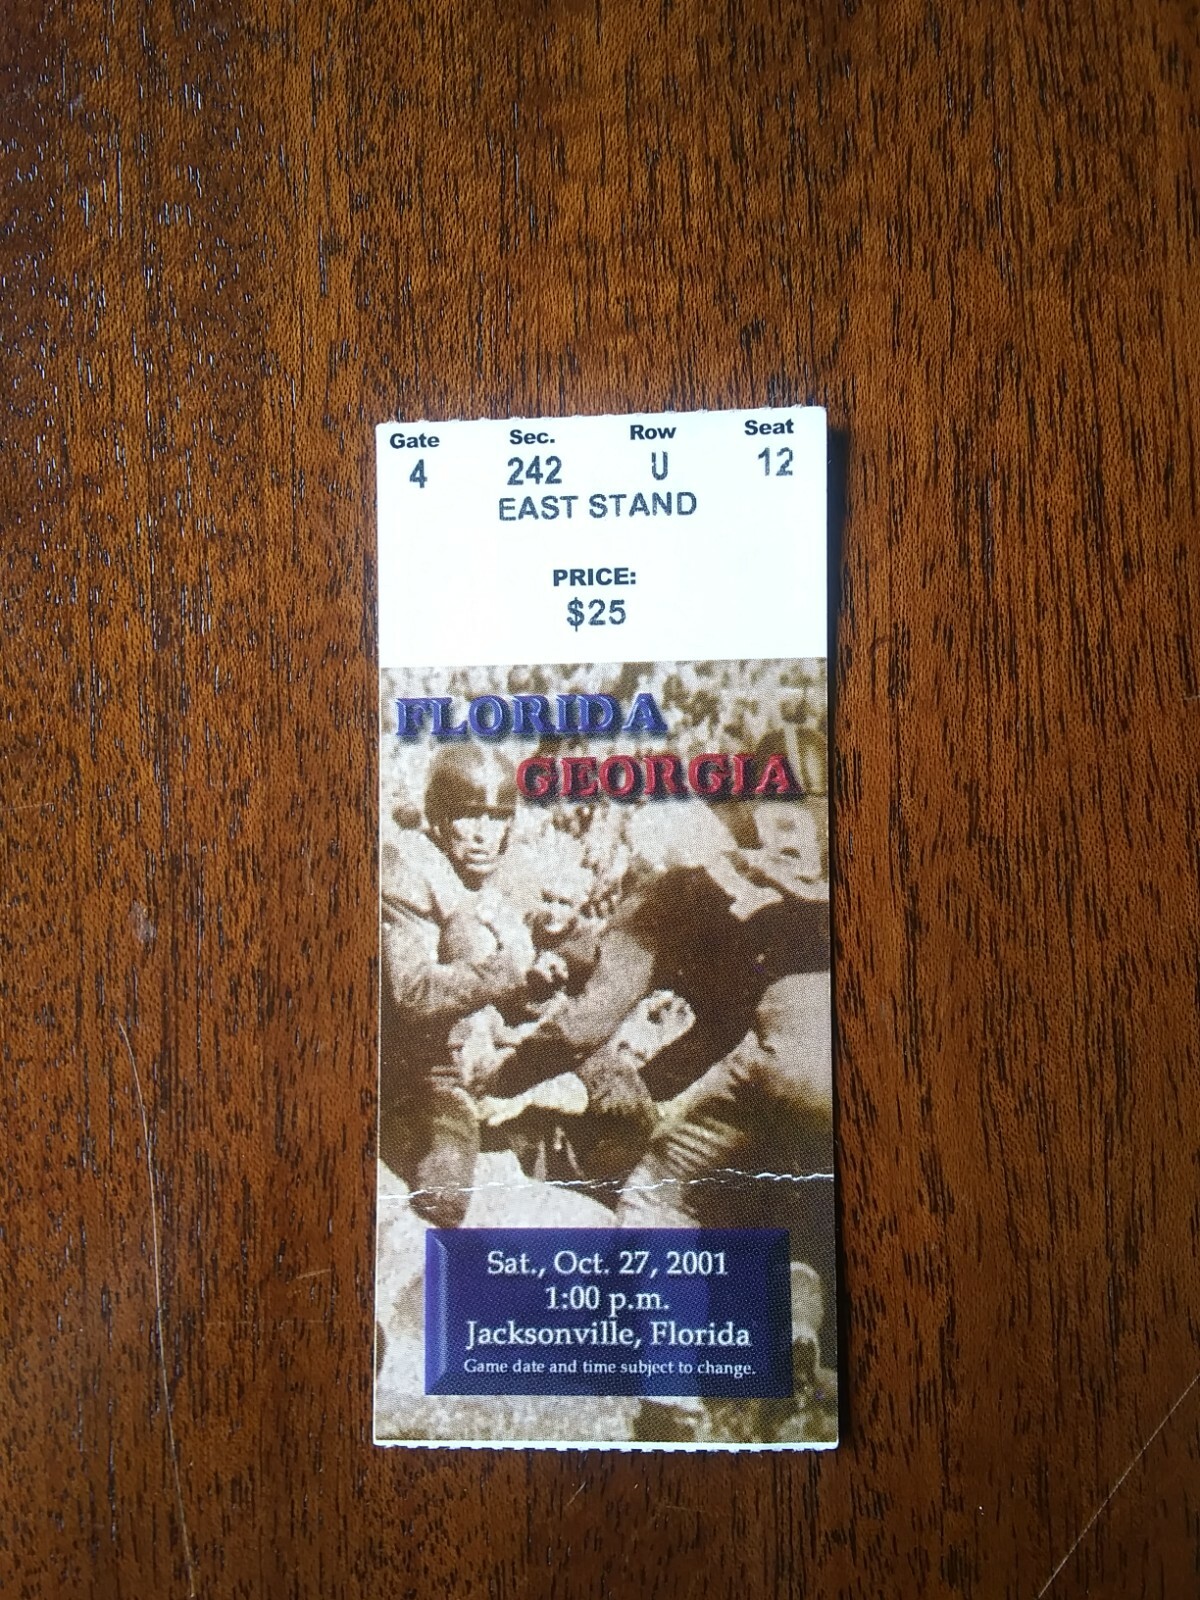 Gate Sec. Row Seat
4 242 U 12
EAST STAND
PRICE:
$25
FLORIDA
GEORGIA
Sat., Oct. 27, 2001
1:00 p.m.
Jacksonville, Florida
Game date and time subject to change.